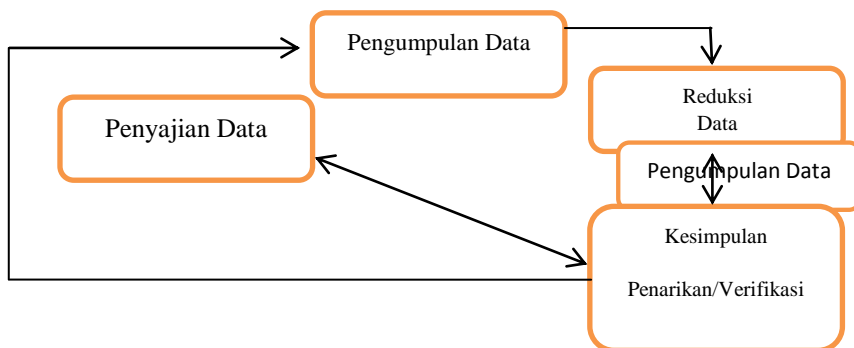 Pengumpulan Data
Penyajian Data
Reduksi
Data
Pengumpulan Data
Kesimpulan
Penarikan/Verifikasi